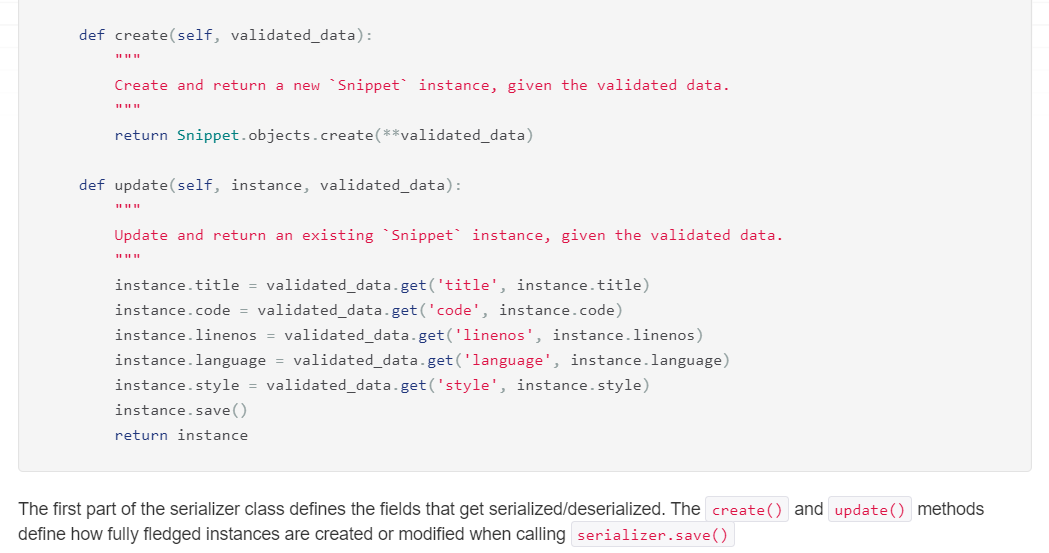 def create(self, validated_data):
"""
Create and return a new `Snippet` instance, given the validated data.
"""
return Snippet.objects.create(**validated_data)
def update(self, instance, validated_data):
"""
Update and return an existing `Snippet` instance, given the validated data.
"""
instance.title = validated_data.get('title', instance.title)
instance.code = validated_data.get('code', instance.code)
instance.linenos = validated_data.get('linenos', instance.linenos)
instance.language = validated_data.get('language', instance.language)
instance.style = validated_data.get('style', instance.style)
instance.save()
return instance
The first part of the serializer class defines the fields that get serialized/deserialized. The create() and update() methods
define how fully fledged instances are created or modified when calling serializer.save()